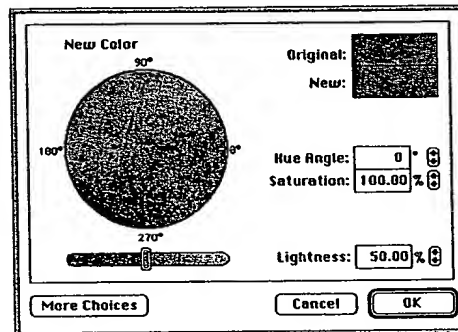 New Color
90°
180°
0°
270°
Original:
New:
Hue Angle: 0 °
Saturation: 100.00 %
Lightness: 50.00 %
More Choices
Cancel
OK